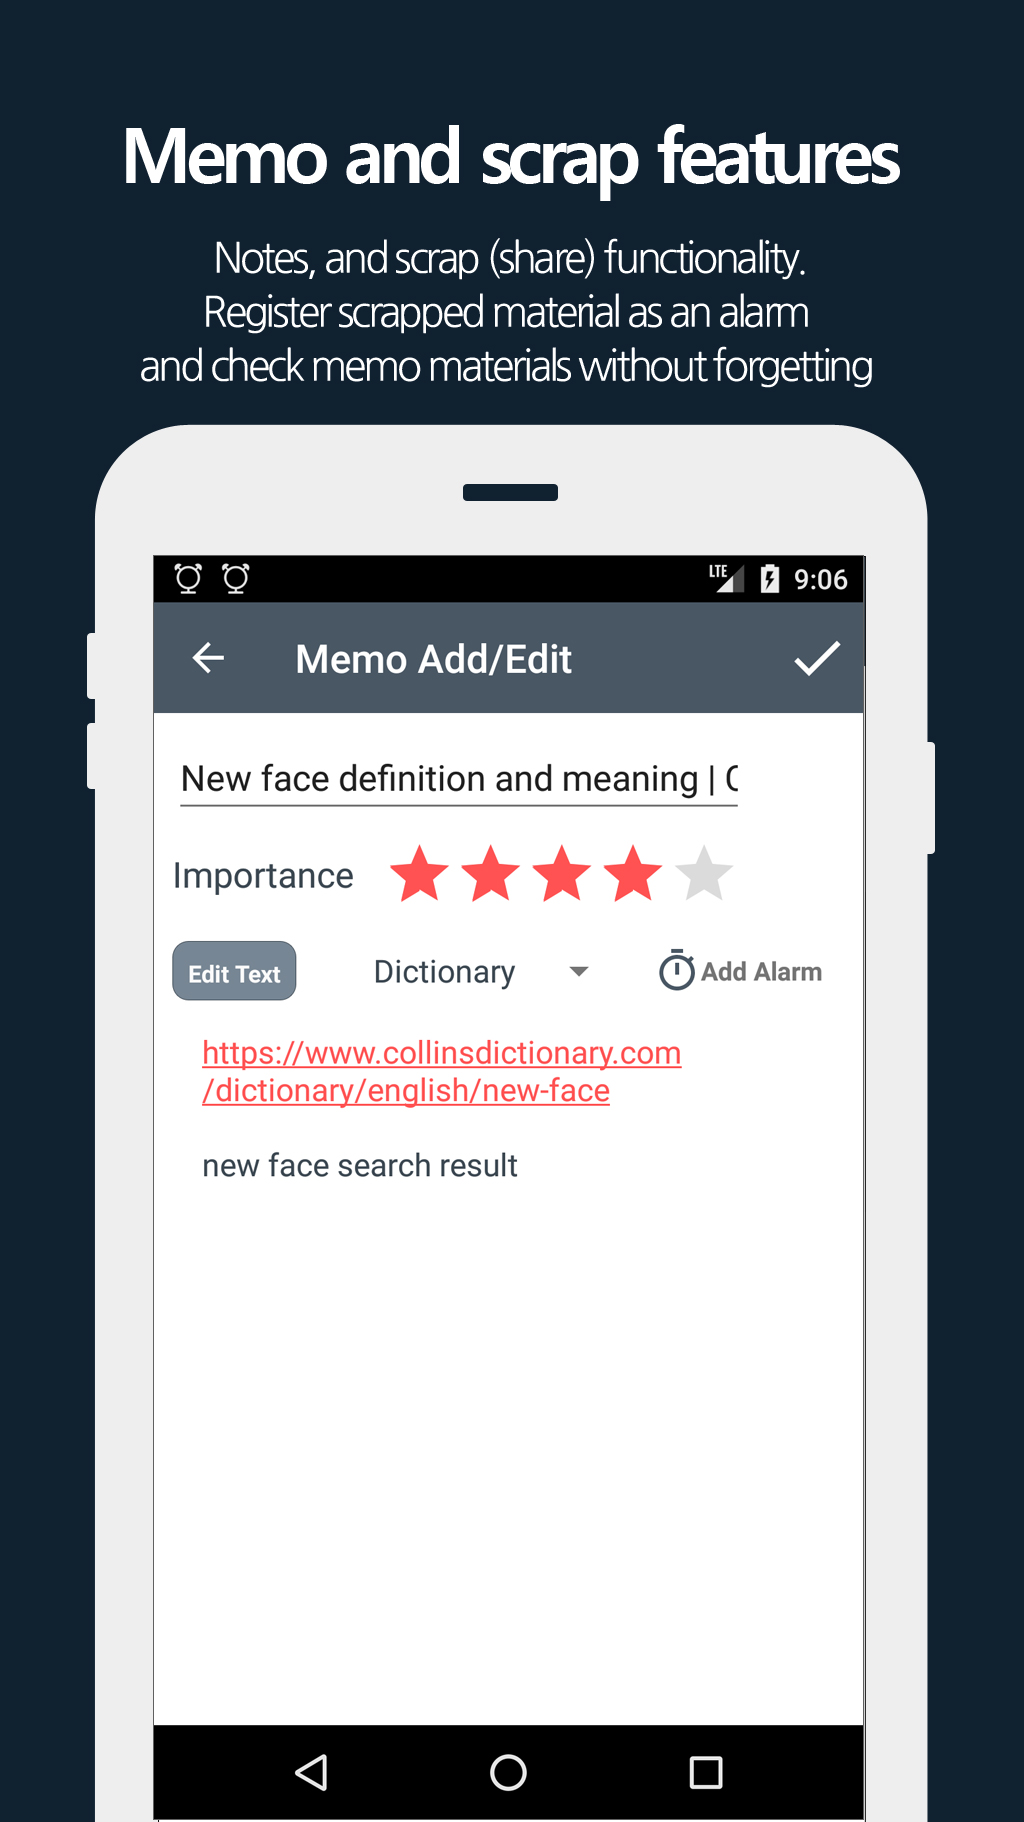 Memo and scrap features
Notes, and scrap (share) functionality.
Register scrapped material as an alarm
and check memo materials without forgetting
LTE 9:06
Memo Add/Edit
New face definition and meaning |
Importance
Edit Text Dictionary Add Alarm
https://www.collinsdictionary.com
/dictionary/english/new-face
new face search result